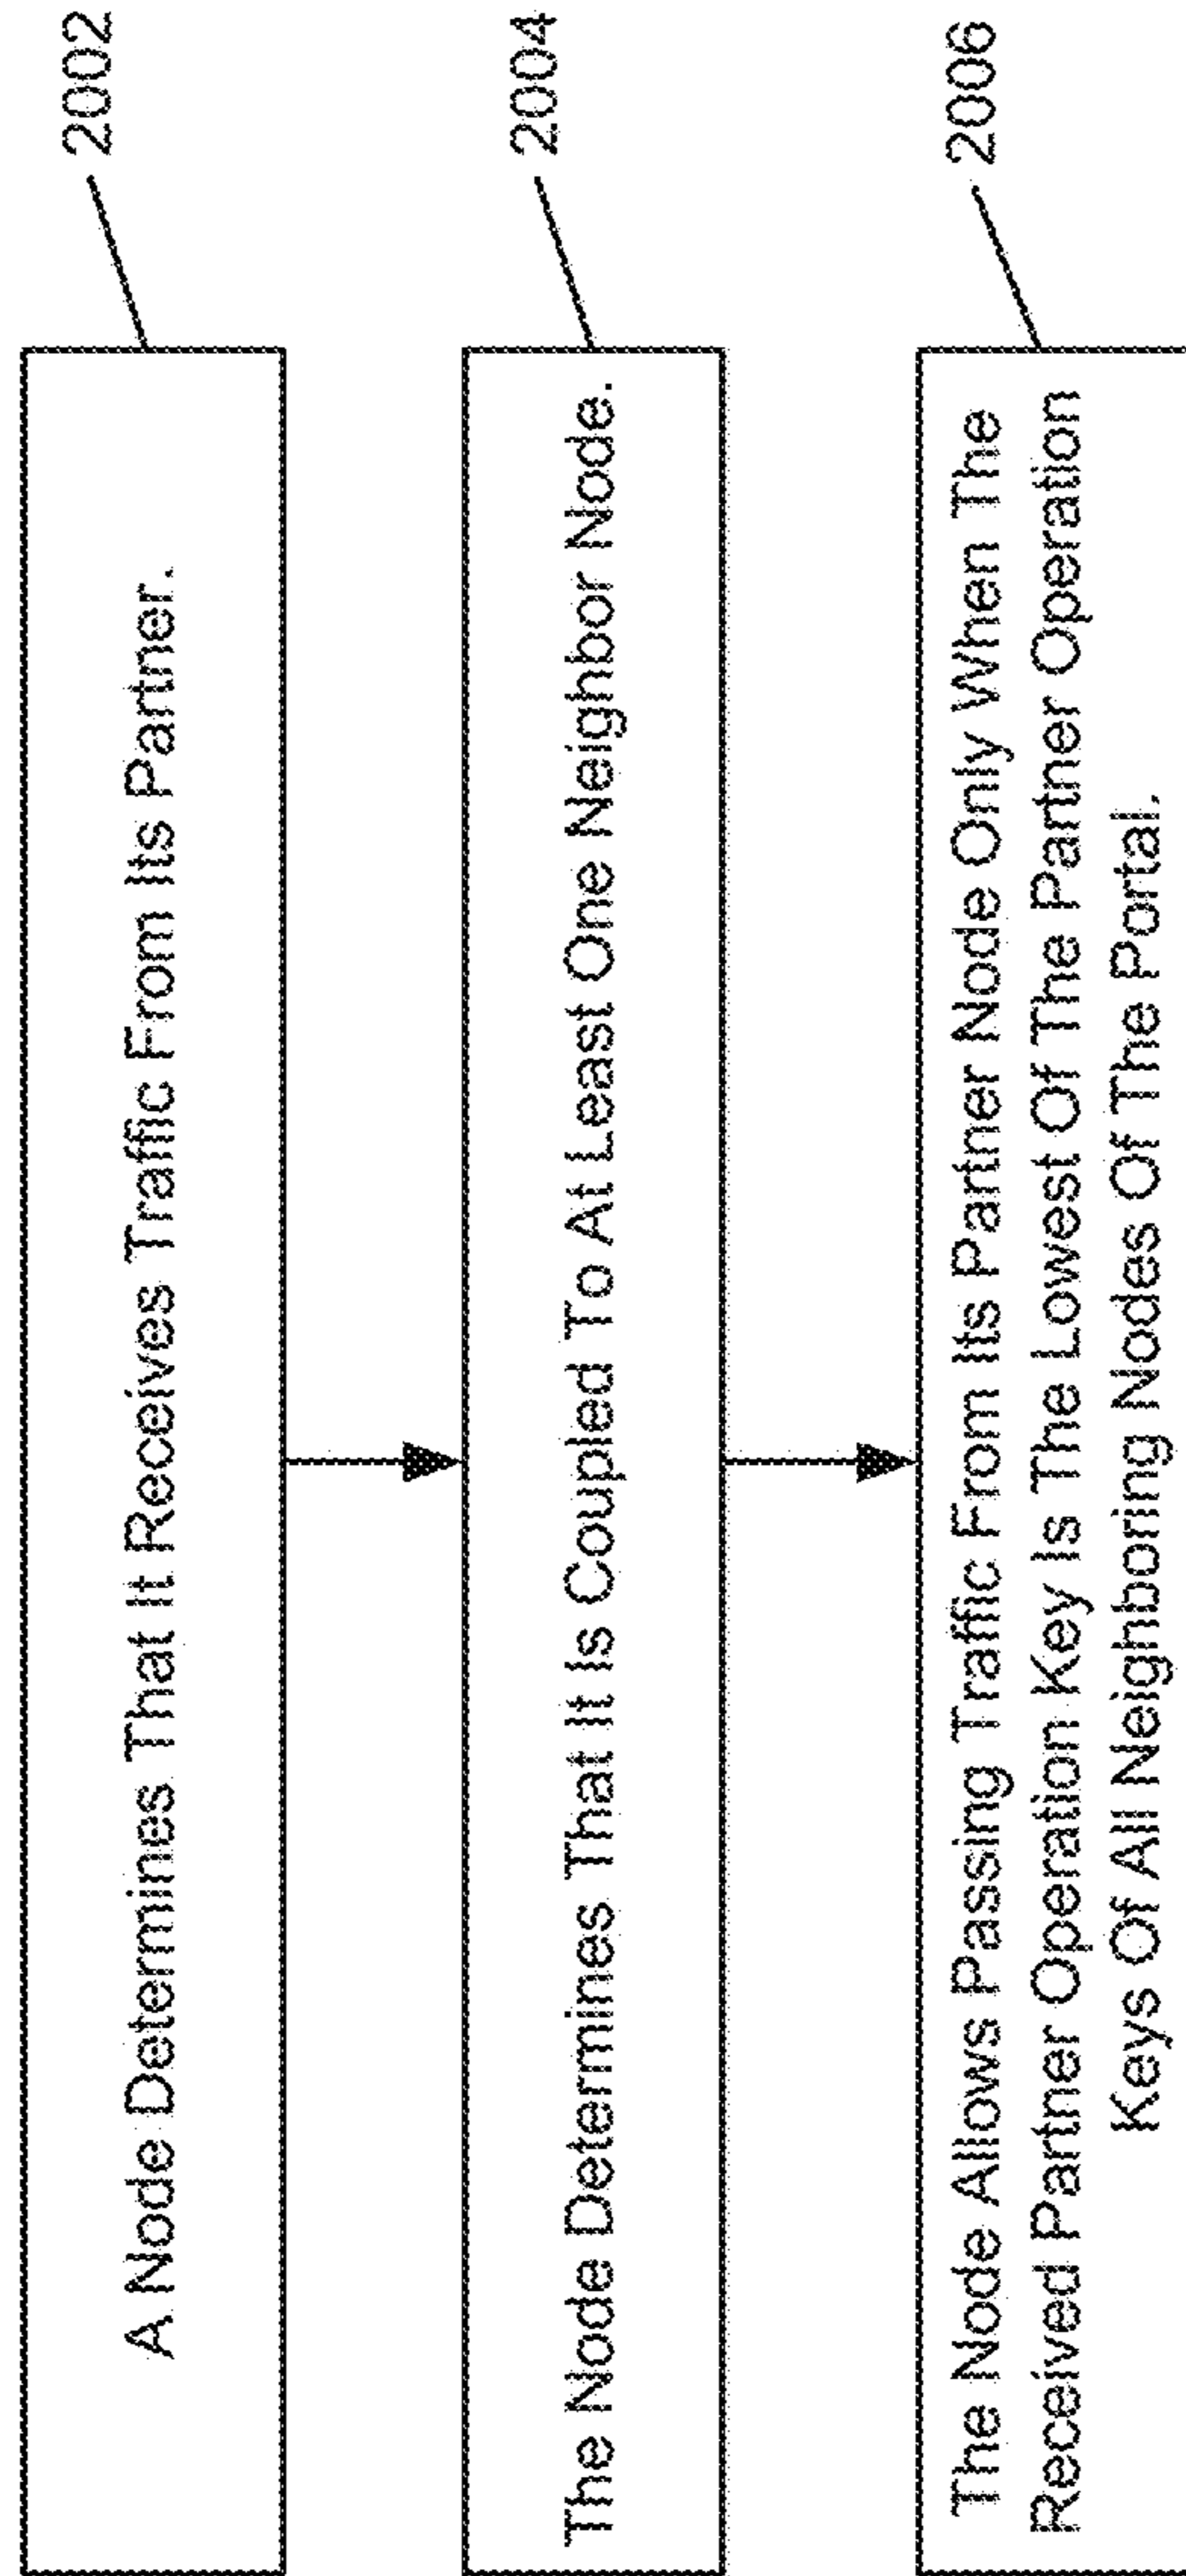 A Node Determines That It Receives Traffic From Its Partner.
2002
The Node Determines That It Is Coupled To At Least One Neighbor Node.
2004
The Node Allows Passing Traffic From Its Partner Node Only When The
Received Partner Operation Key Is The Lowest Of The Partner Operation
Keys Of All Neighboring Nodes Of The Portal.
2006